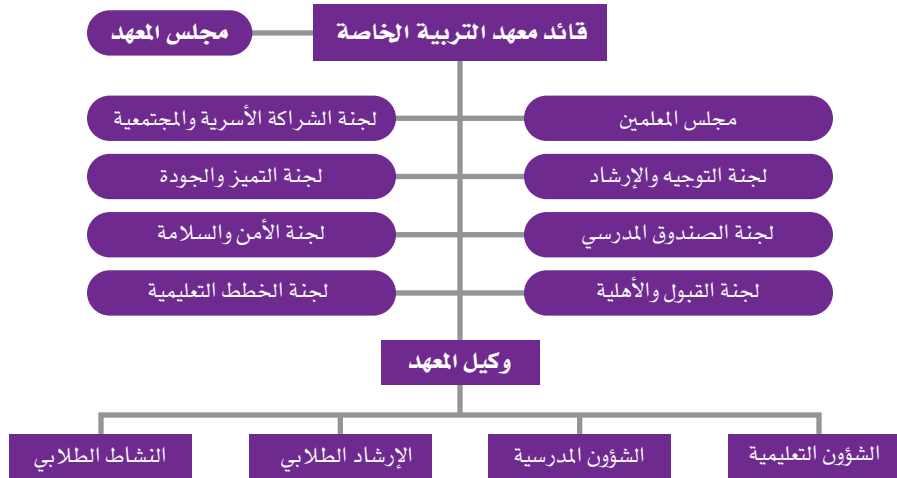 قائد معهد التربية الخاصة
مجلس المعهد
مجلس المعلمين
لجنة الشراكة الأسرية والمجتمعية
لجنة التوجيه والإرشاد
لجنة التميز والجودة
لجنة الصندوق المدرسي
لجنة الأمن والسلامة
لجنة القبول والأهلية
لجنة الخطط التعليمية
وكيل المعهد
الشؤون التعليمية
الشؤون المدرسية
الإرشاد الطلابي
النشاط الطلابي